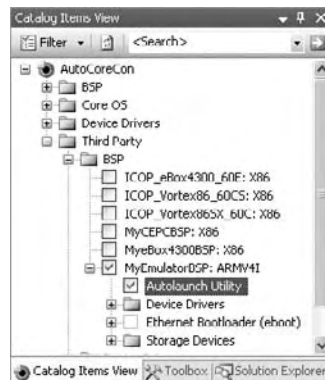 Catalog Items View
Filter <Search>
AutoCoreCon
BSP
Core OS
Device Drivers
Third Party
BSP
ICOP_eBox4300_60E: X86
ICOP_Vortex86_60CS: X86
ICOP_Vortex86SX_60C: X86
MyCEPCBSP: X86
MyeBox4300BSP: X86
MyEmulatorBSP: ARMV4I
Autolaunch Utility
Device Drivers
Ethernet Bootloader (eboot)
Storage Devices
Catalog Items View Toolbox Solution Explorer